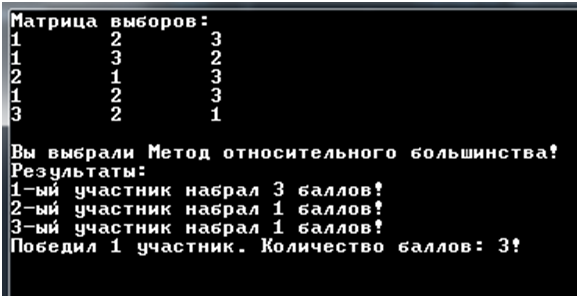 Матрица выборов:
1 2 3
1 3 2
2 1 3
1 2 3
3 2 1
Вы выбрали Метод относительного большинства!
Результаты:
1-ый участник набрал 3 баллов!
2-ый участник набрал 1 баллов!
3-ый участник набрал 1 баллов!
Победил 1 участник. Количество баллов: 3!